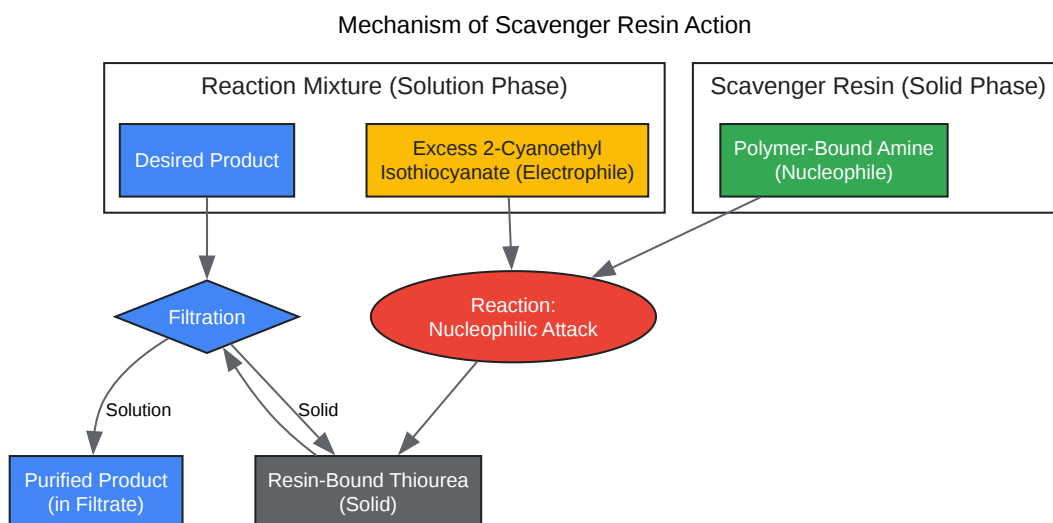 Mechanism of Scavenger Resin Action
Reaction Mixture (Solution Phase)
Scavenger Resin (Solid Phase)
Desired Product
Excess 2-Cyanoethyl
Isothiocyanate (Electrophile)
Polymer-Bound Amine
(Nucleophile)
Filtration
Reaction:
Nucleophilic Attack
Solution
Solid
Purified Product
(in Filtrate)
Resin-Bound Thiourea
(Solid)